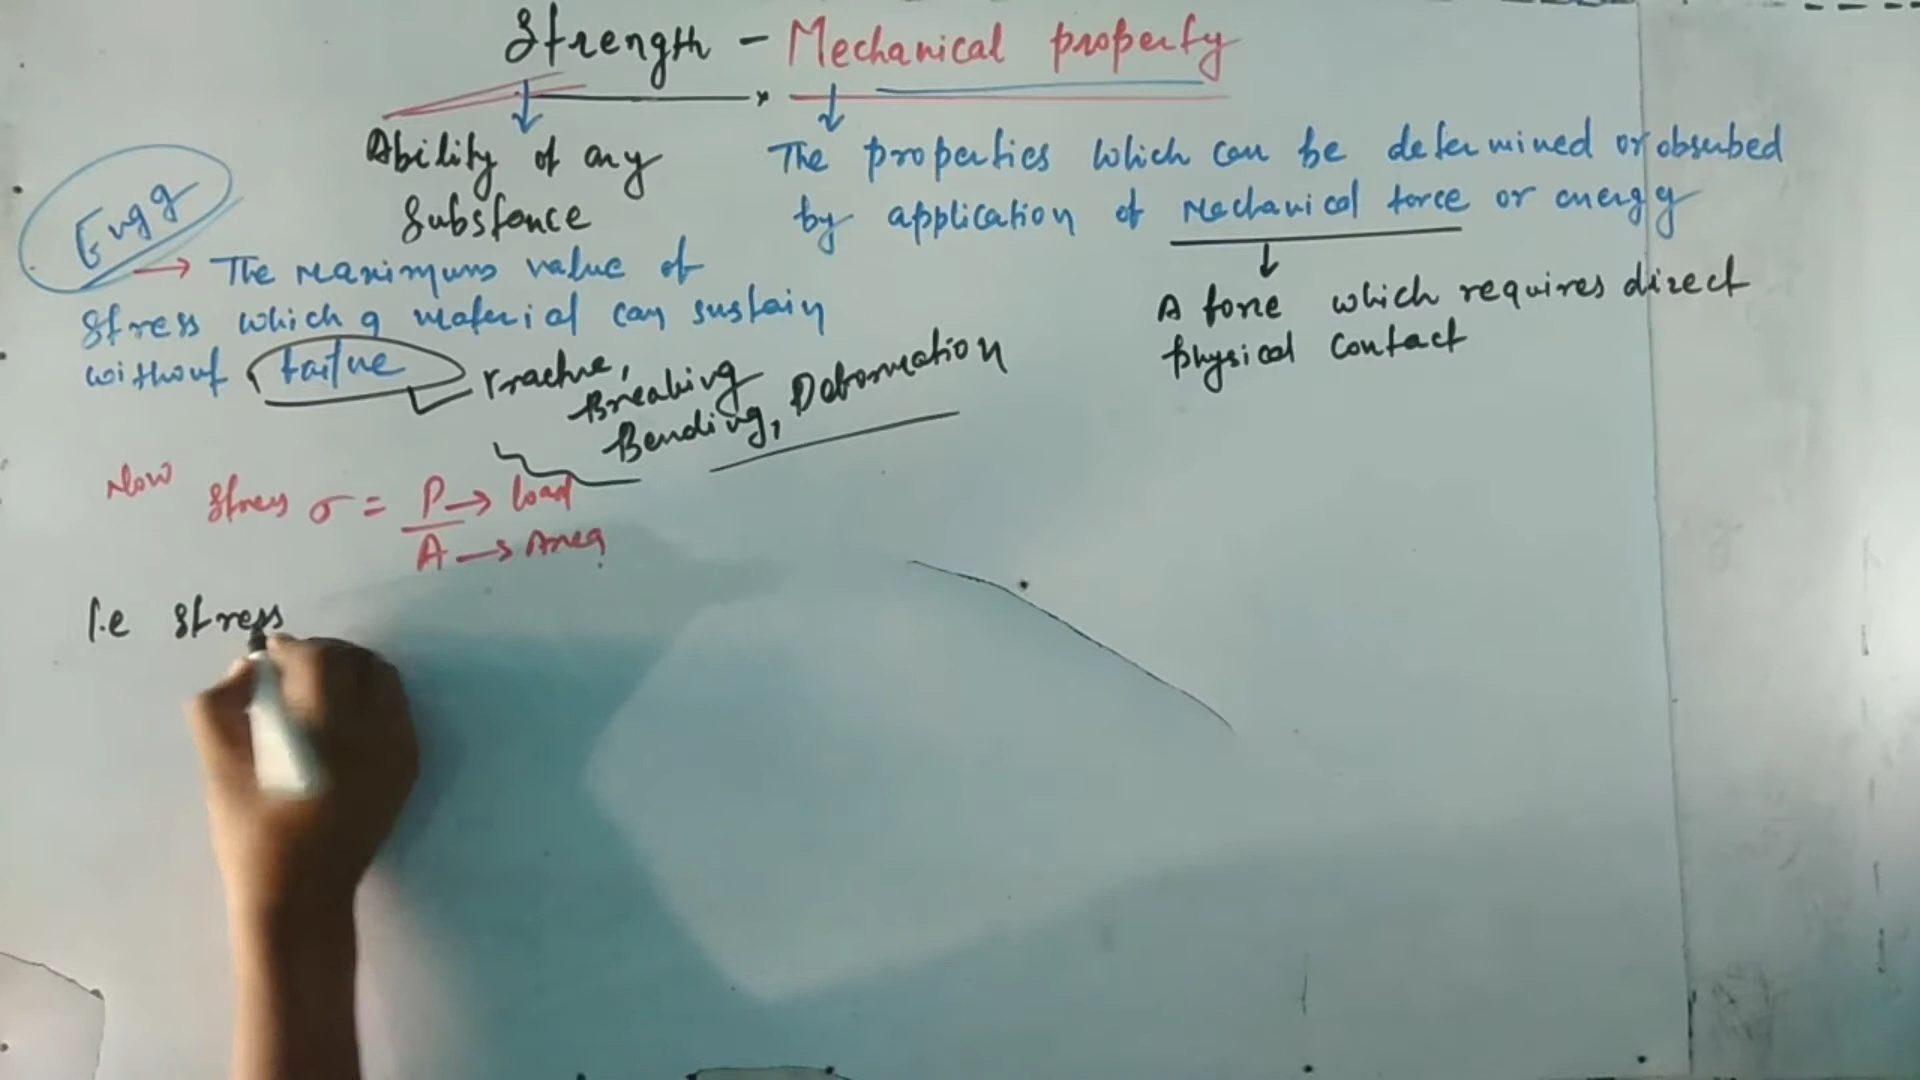 Strength - Mechanical property
Ability of any
Substance
The properties which can be determined or obserbed
by application of Mechanical force or energy
A force which requires direct
physical contact
Engg
→ The maximum value of
stress which a material can sustain
without failure
Fracture,
Breaking
Bending, Deformation
Now Stress σ = P → Load
A → Area
I.e stress